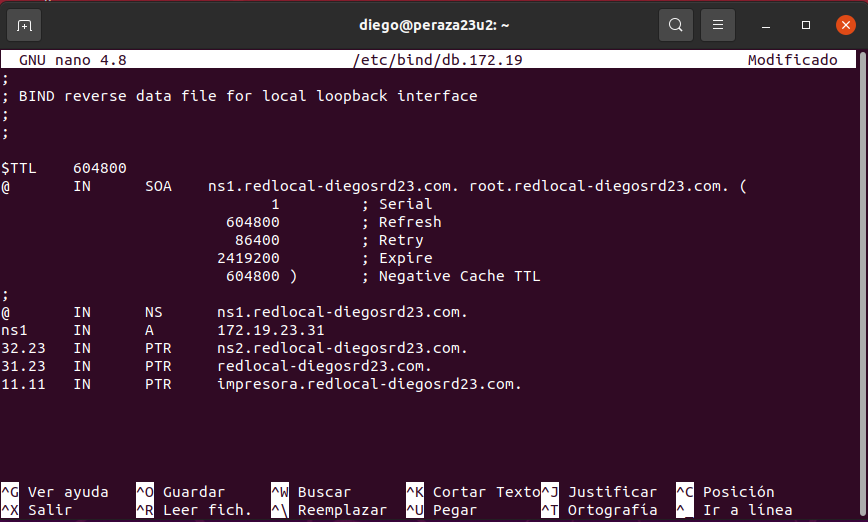 diego@peraza23u2: ~
GNU nano 4.8 /etc/bind/db.172.19 Modificado
;
; BIND reverse data file for local loopback interface
;
;
$TTL 604800
@ IN SOA ns1.redlocal-diegosrd23.com. root.redlocal-diegosrd23.com. (
1 ; Serial
604800 ; Refresh
86400 ; Retry
2419200 ; Expire
604800 ) ; Negative Cache TTL
;
@ IN NS ns1.redlocal-diegosrd23.com.
ns1 IN A 172.19.23.31
32.23 IN PTR ns2.redlocal-diegosrd23.com.
31.23 IN PTR redlocal-diegosrd23.com.
11.11 IN PTR impresora.redlocal-diegosrd23.com.
^G Ver ayuda ^O Guardar ^W Buscar ^K Cortar Texto ^J Justificar ^C Posición
^X Salir ^R Leer fich. ^\ Reemplazar ^U Pegar ^T Ortografía ^_ Ir a línea